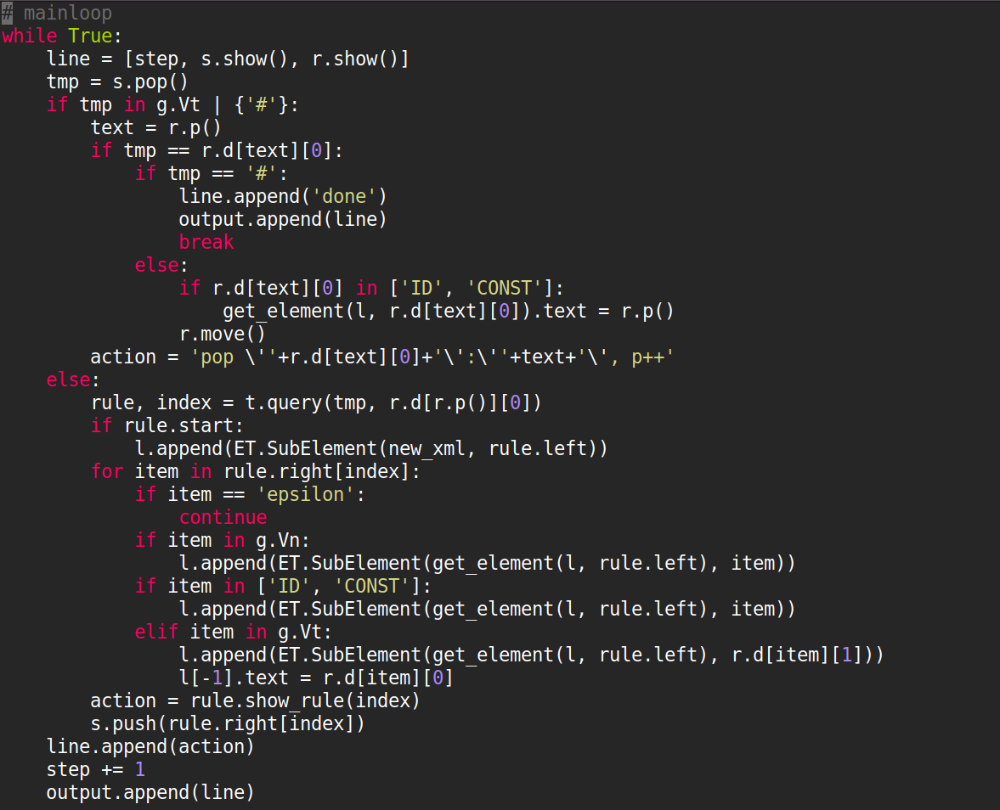 # mainloop
while True:
    line = [step, s.show(), r.show()]
    tmp = s.pop()
    if tmp in g.Vt | {'#'}:
        text = r.p()
        if tmp == r.d[text][0]:
            if tmp == '#':
                line.append('done')
                output.append(line)
                break
            else:
                if r.d[text][0] in ['ID', 'CONST']:
                    get_element(l, r.d[text][0]).text = r.p()
                r.move()
        action = 'pop \''+r.d[text][0]+'\':\''+text+'\', p++'
    else:
        rule, index = t.query(tmp, r.d[r.p()][0])
        if rule.start:
            l.append(ET.SubElement(new_xml, rule.left))
        for item in rule.right[index]:
            if item == 'epsilon':
                continue
            if item in g.Vn:
                l.append(ET.SubElement(get_element(l, rule.left), item))
            if item in ['ID', 'CONST']:
                l.append(ET.SubElement(get_element(l, rule.left), item))
            elif item in g.Vt:
                l.append(ET.SubElement(get_element(l, rule.left), r.d[item][1]))
                l[-1].text = r.d[item][0]
        action = rule.show_rule(index)
        s.push(rule.right[index])
    line.append(action)
    step += 1
    output.append(line)